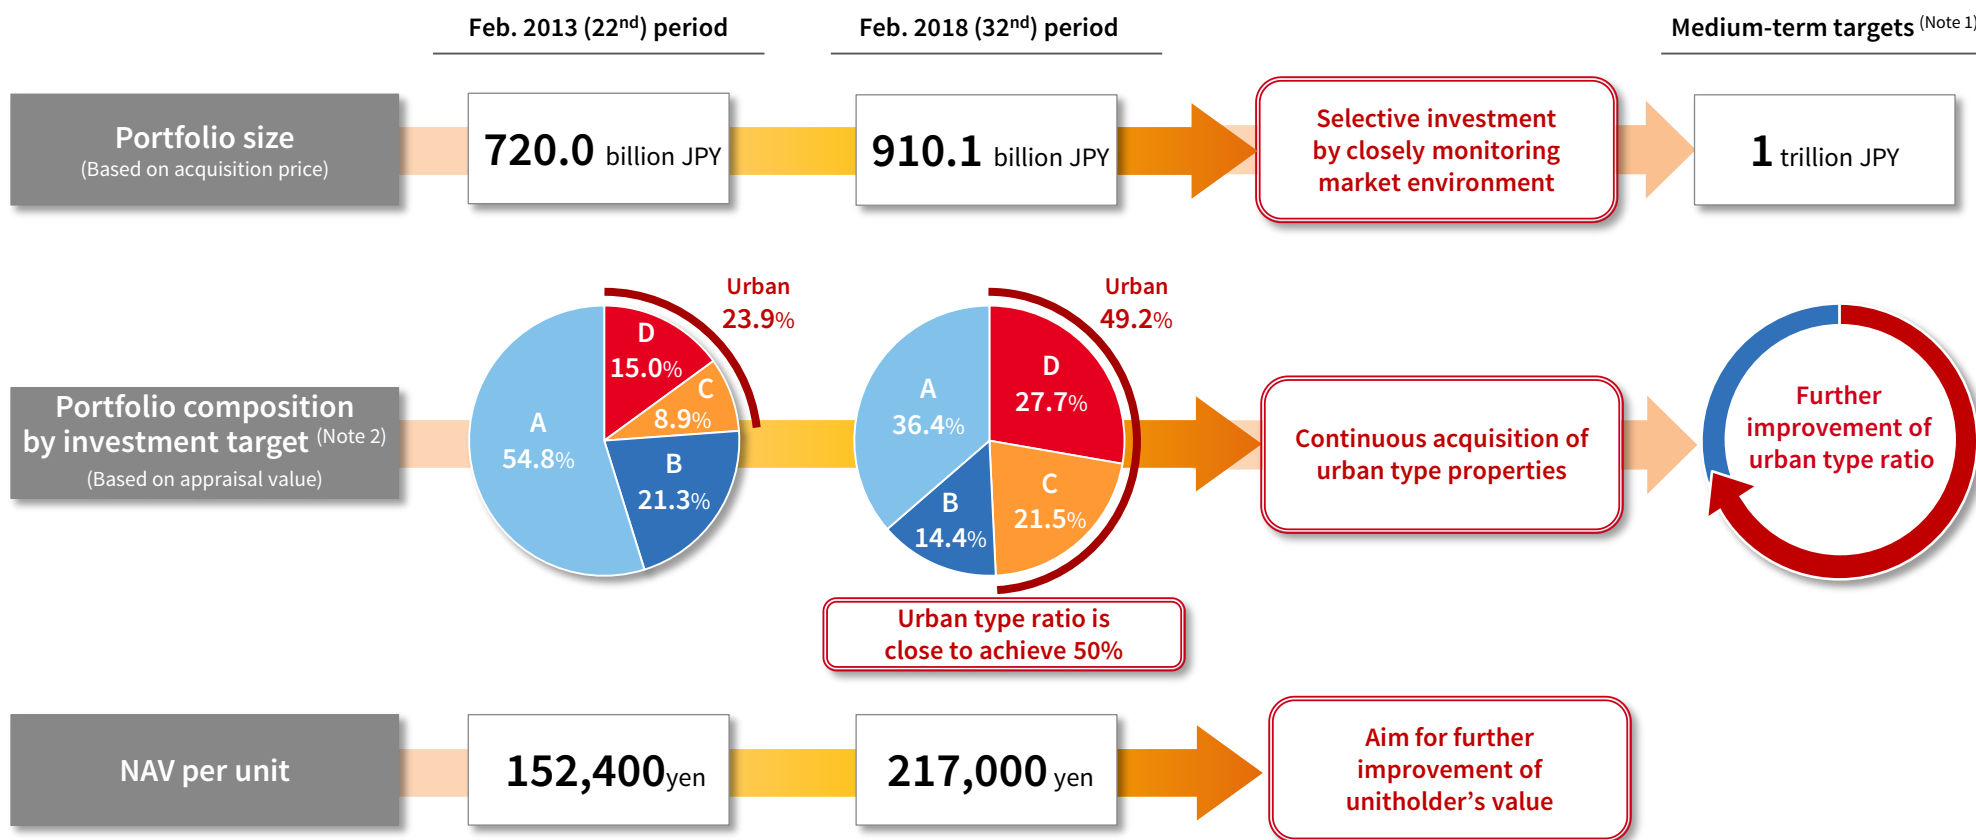 Feb. 2013 (22nd) period
Feb. 2018 (32nd) period
Medium-term targets (Note 1)
Portfolio size
(Based on acquisition price)
720.0 billion JPY
910.1 billion JPY
Selective investment
by closely monitoring
market environment
1 trillion JPY
Portfolio composition
by investment target (Note 2)
(Based on appraisal value)
Urban
23.9%
D
15.0%
C
8.9%
A
54.8%
B
21.3%
Urban
49.2%
D
27.7%
A
36.4%
C
21.5%
B
14.4%
Urban type ratio is
close to achieve 50%
Continuous acquisition of
urban type properties
Further
improvement of
urban type ratio
NAV per unit
152,400yen
217,000 yen
Aim for further
improvement of
unitholder’s value